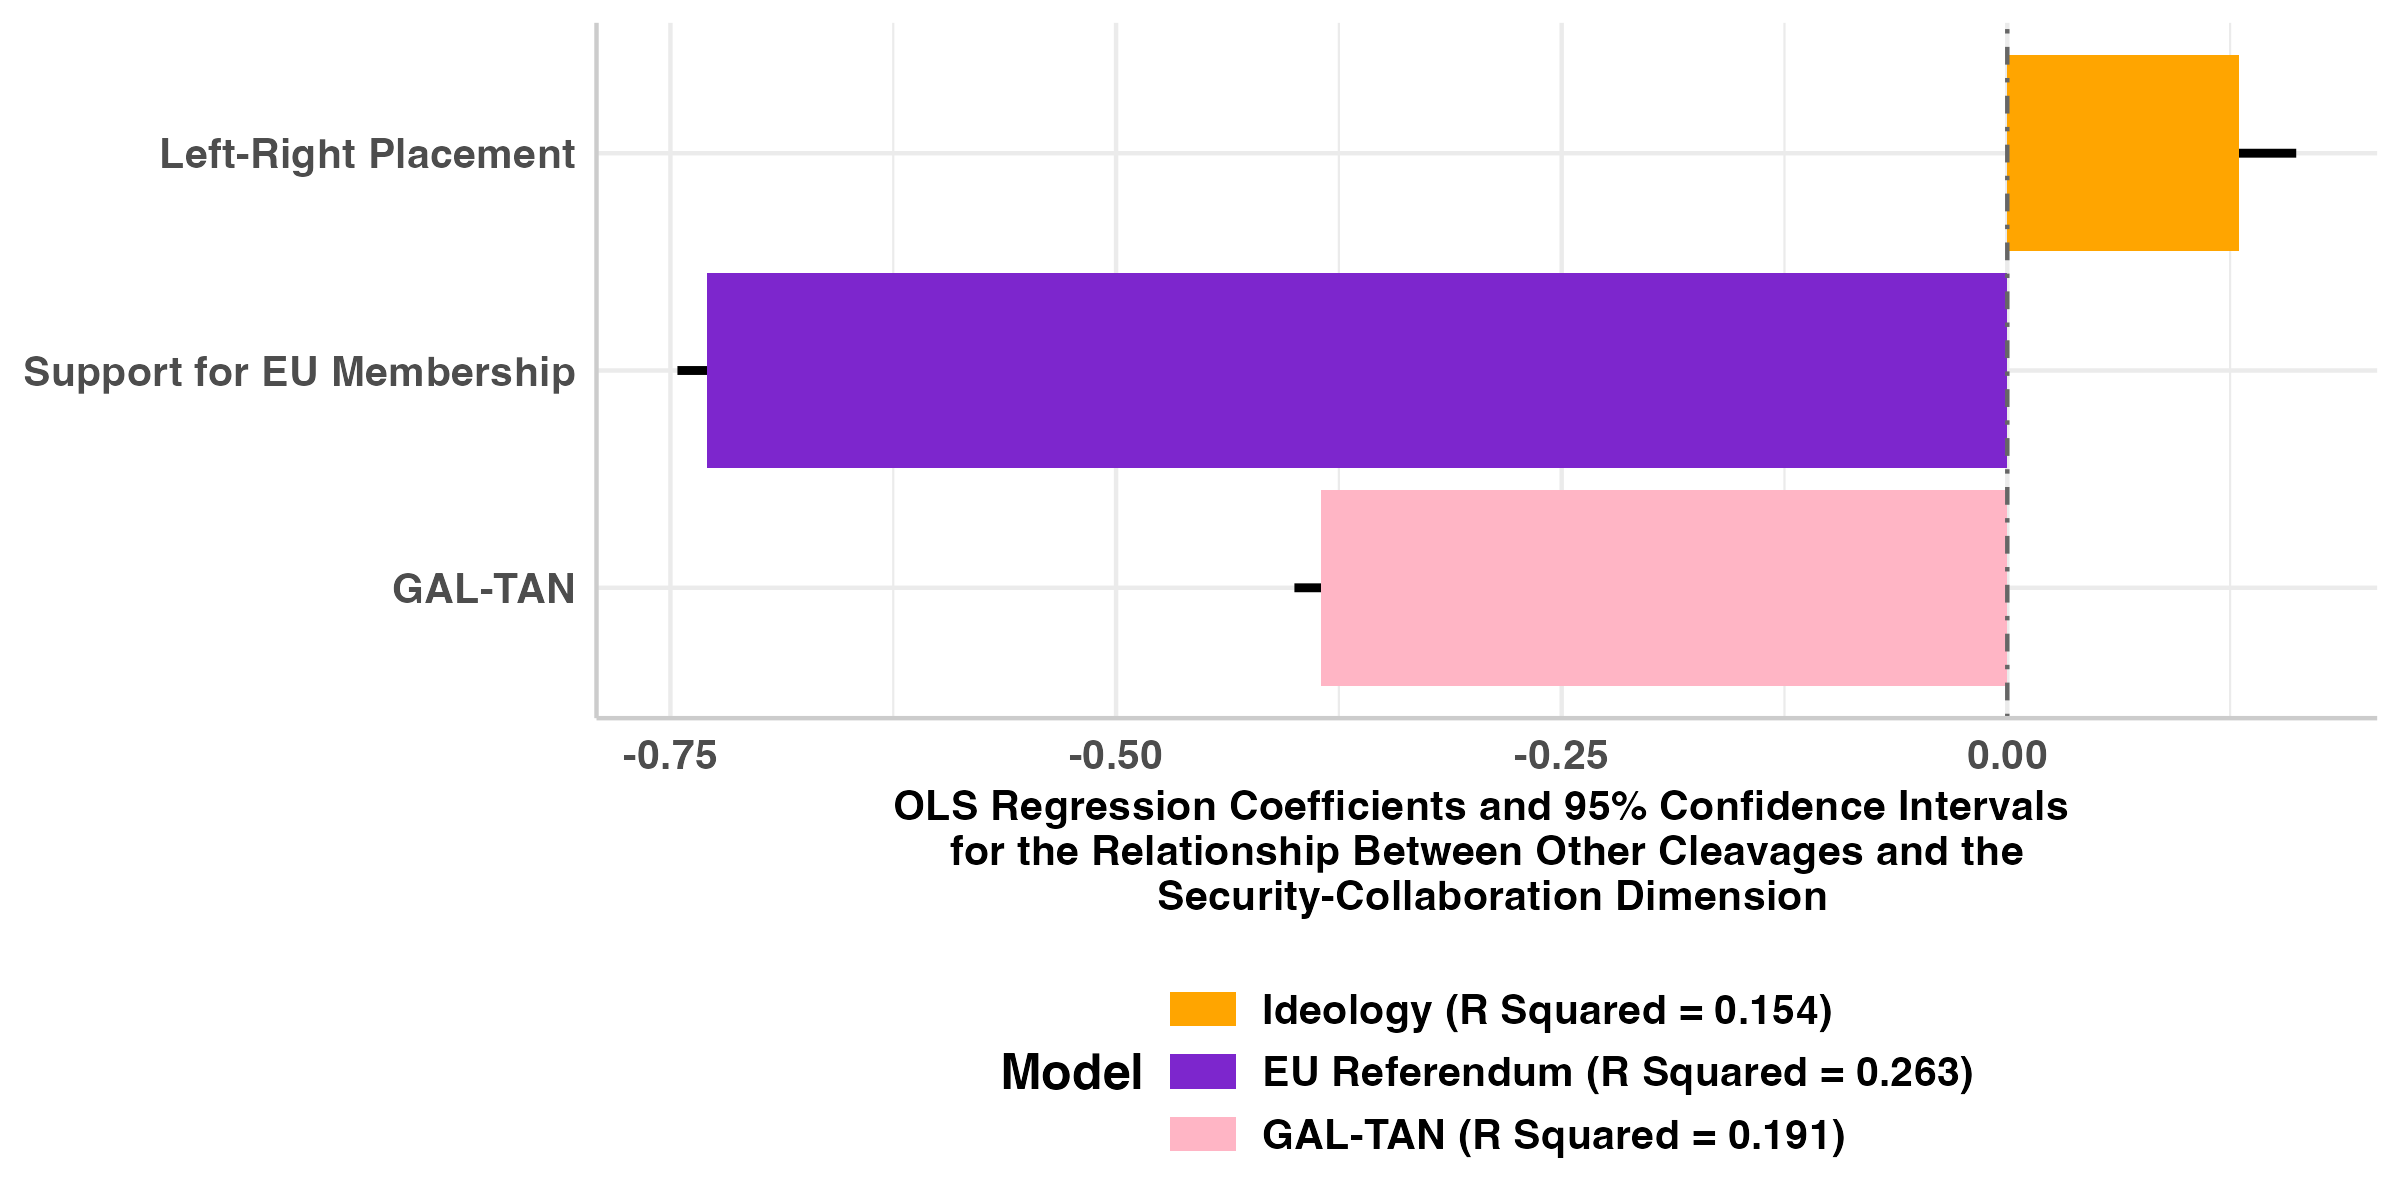 Left-Right Placement
Support for EU Membership
GAL-TAN
-0.75
-0.50
-0.25
0.00
OLS Regression Coefficients and 95% Confidence Intervals
for the Relationship Between Other Cleavages and the
Security-Collaboration Dimension
Model
Ideology (R Squared = 0.154)
EU Referendum (R Squared = 0.263)
GAL-TAN (R Squared = 0.191)